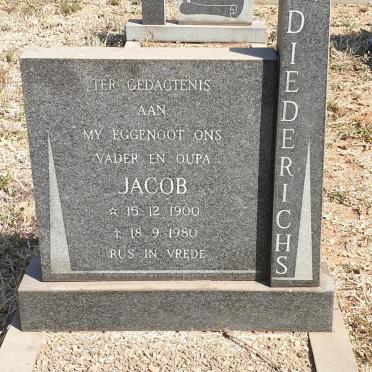 TER GEDAGTENIS
AAN
MY EGGENOOT ONS
VADER EN OUPA
JACOB
☆ 15.12.1900
† 18.9.1980
RUS IN VREDE
DIEDERICHS